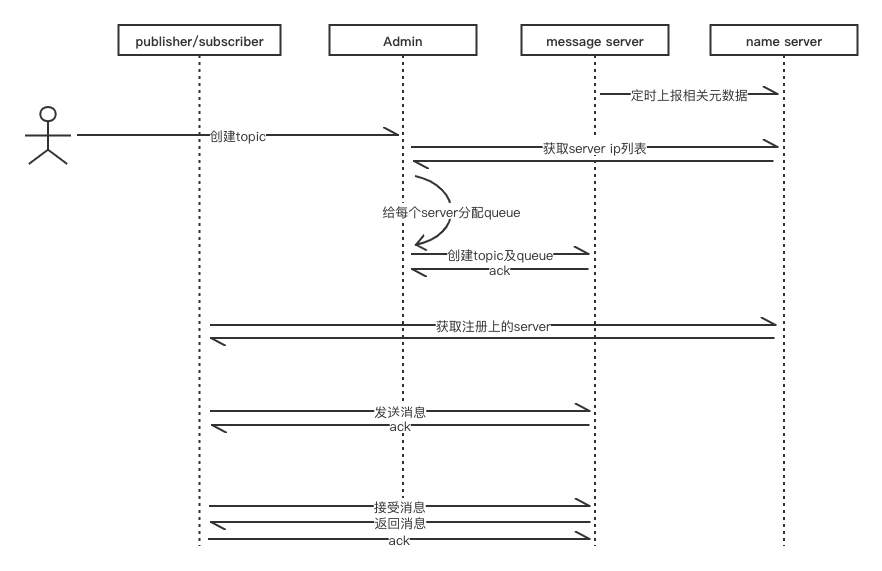 publisher/subscriber
Admin
message server
name server
定时上报相关元数据
创建topic
获取server ip列表
给每个server分配queue
创建topic及queue
ack
获取注册上的server
发送消息
ack
接受消息
返回消息
ack